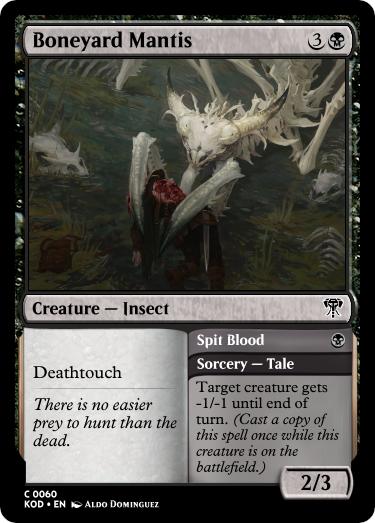 Boneyard Mantis 3
Creature — Insect
Deathtouch
There is no easier
prey to hunt than the
dead.
Spit Blood
Sorcery — Tale
Target creature gets
-1/-1 until end of
turn. (Cast a copy of
this spell once while this
creature is on the
battlefield.)
2/3
C 0060
KOD • EN Aldo Dominguez